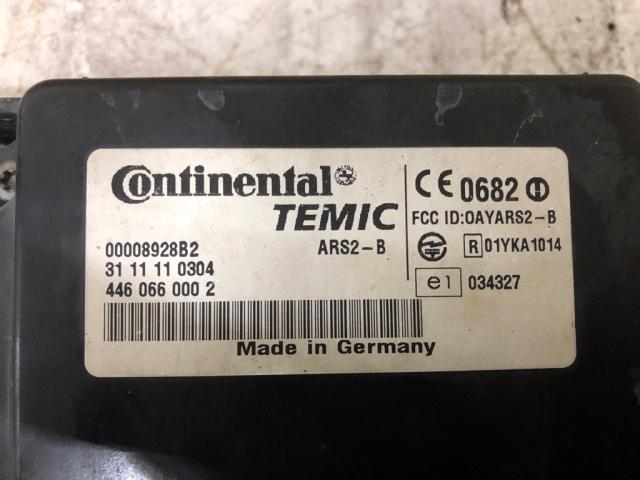 Continental
TEMIC
00008928B2 ARS2-B
31 11 11 0304
446 066 000 2
CE 0682
FCC ID:OAYARS2-B
R 01YKA1014
e1 034327
Made in Germany